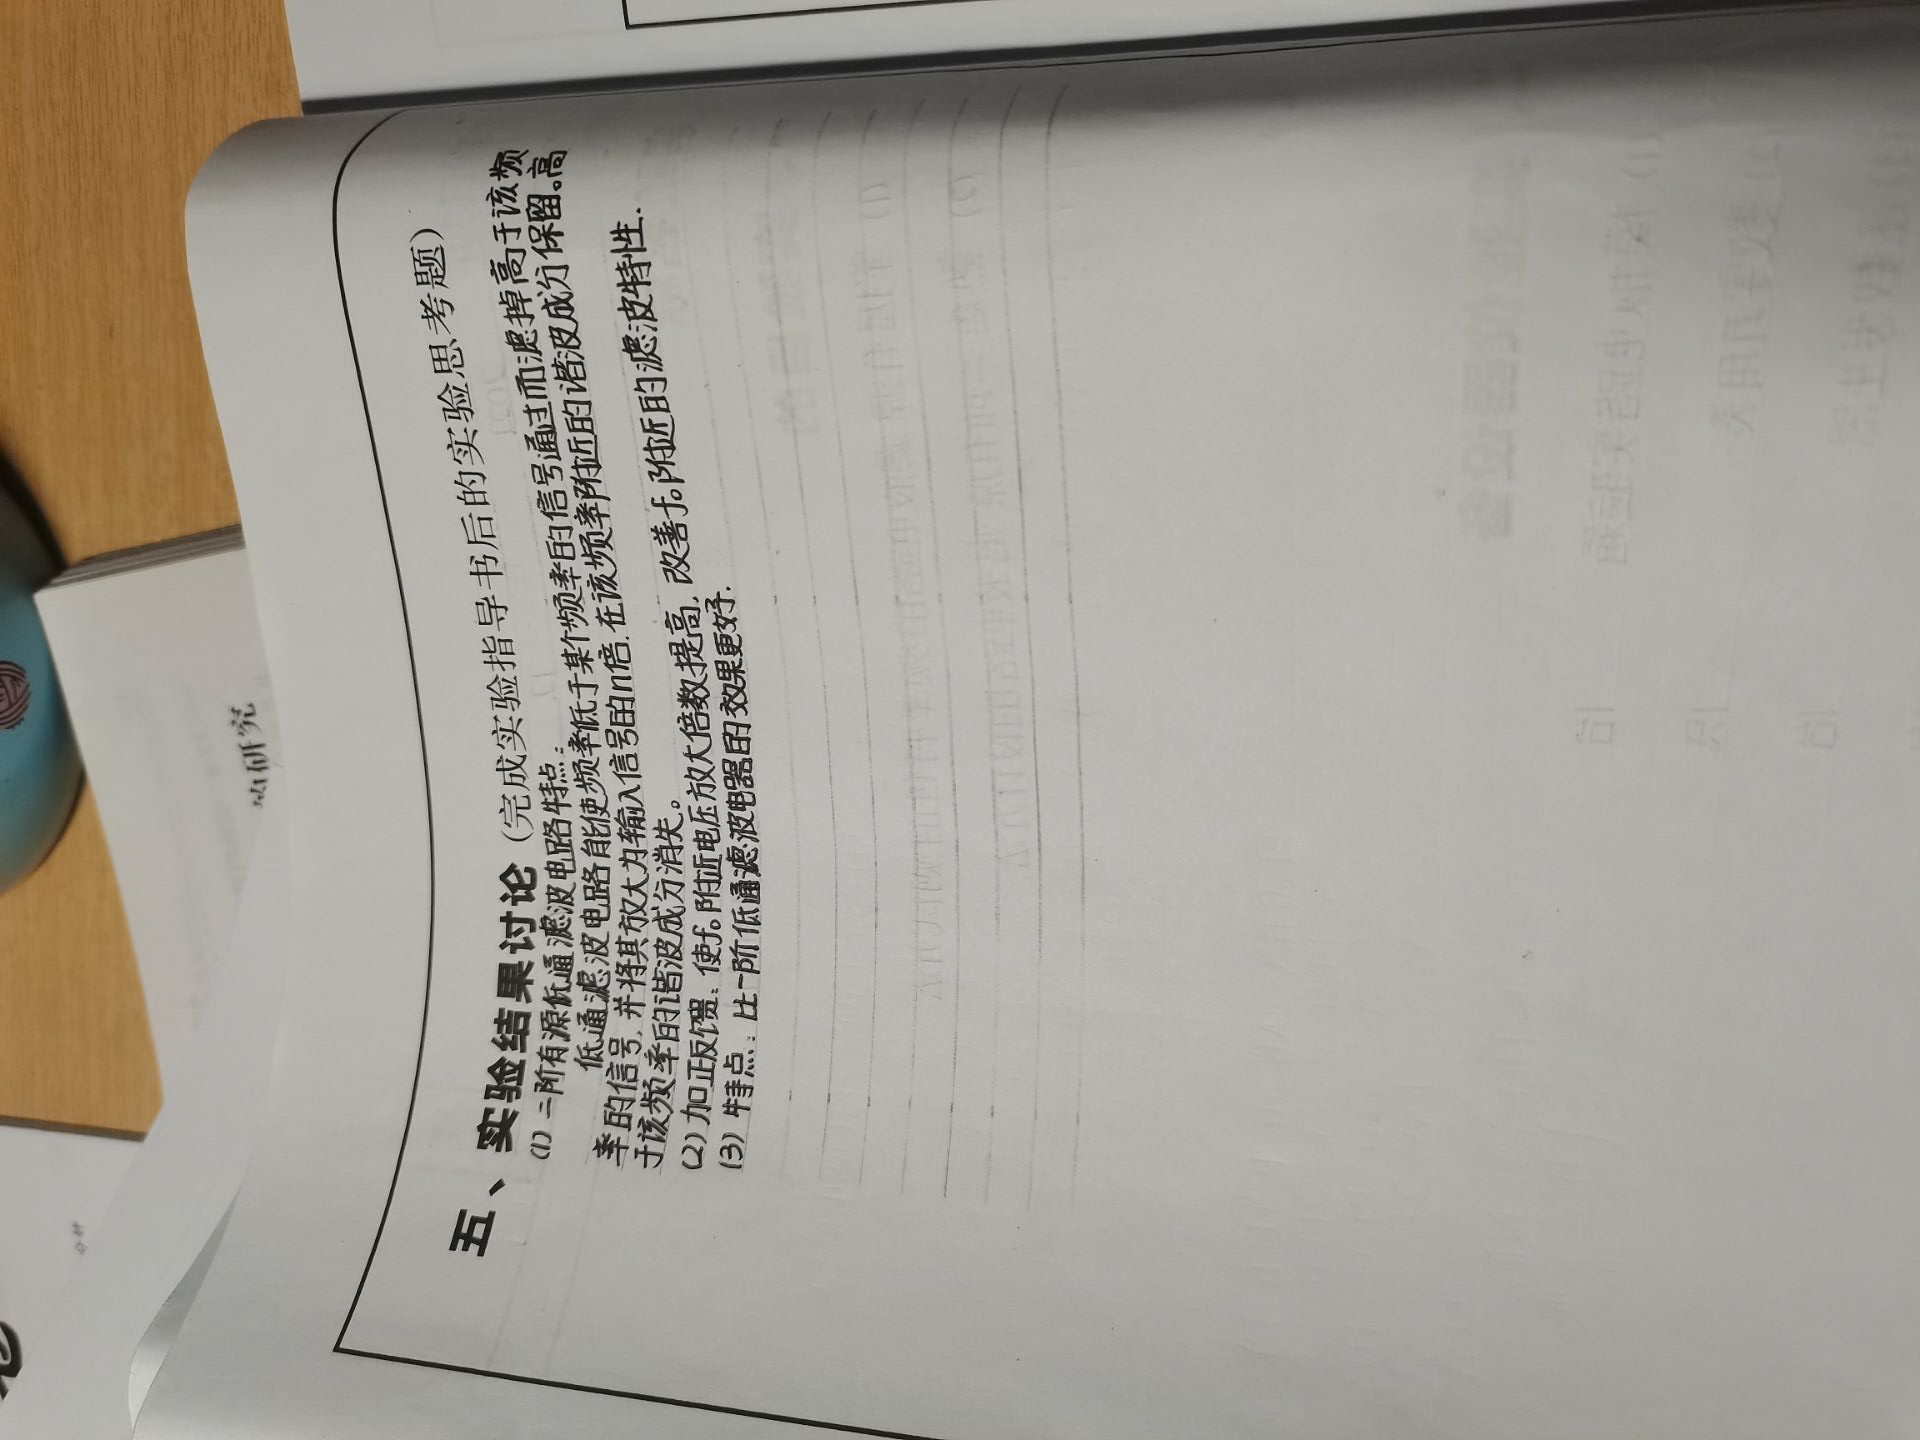 分钟
的研究
五、实验结果讨论(完成实验指导书后的实验思考题)
(1) 二阶有源低通滤波电路特点:
低通滤波电路能使频率低于某个频率的信号通过而滤掉高于该频
率的信号,并将其放大为输入信号的n倍.在该频率附近的谐波成分保留。高
于该频率的谐波成分消失。
(2) 加正反馈:使f。附近电压放大倍数提高,改善f。附近的滤波特性.
(3) 特点:比一阶低通滤波电器的效果更好.